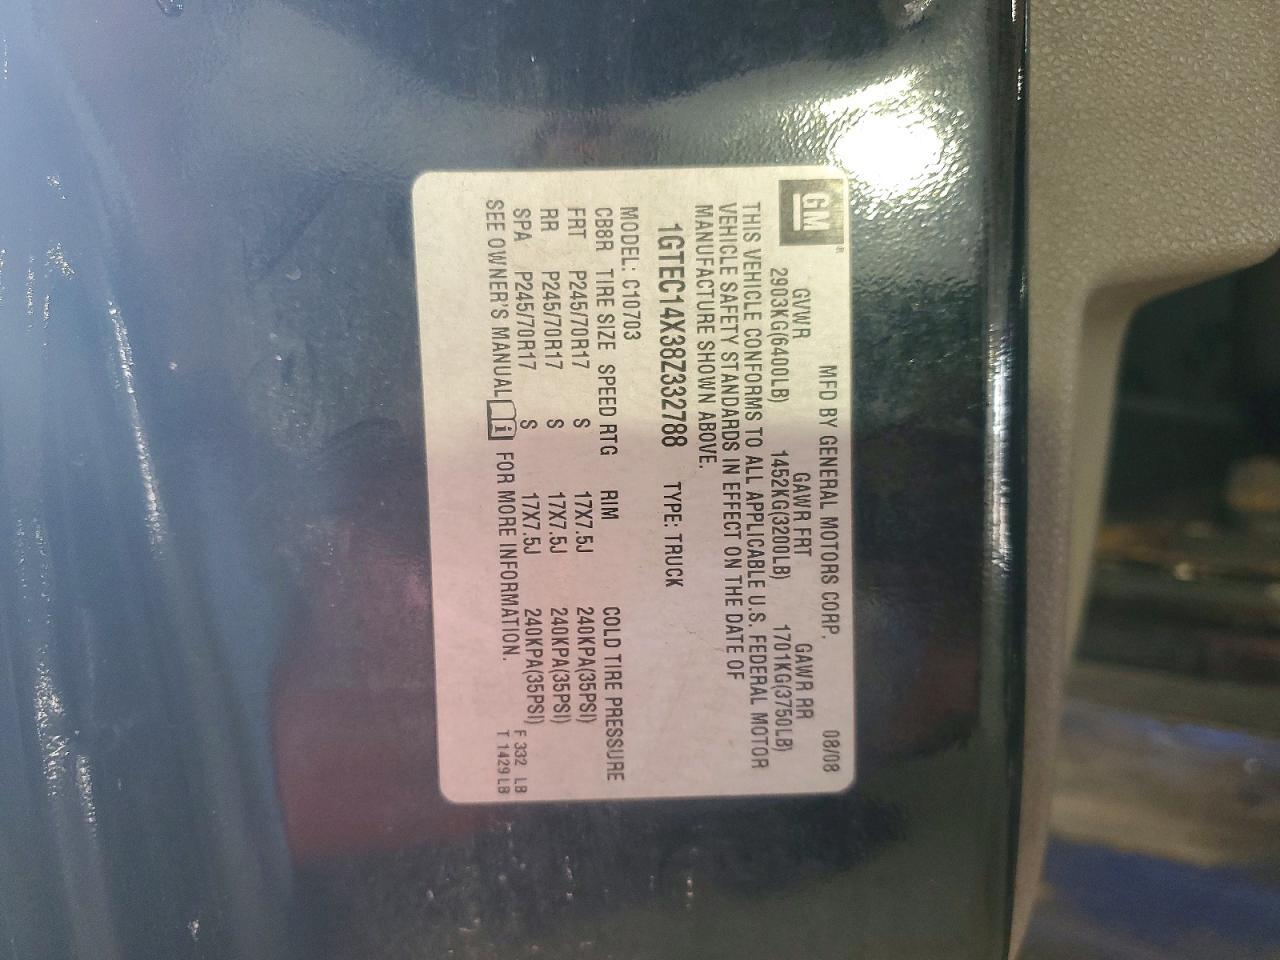 GM®
MFD BY GENERAL MOTORS CORP. 08/08
GVWR GAWR FRT GAWR RR
2903KG(6400LB) 1452KG(3200LB) 1701KG(3750LB)
THIS VEHICLE CONFORMS TO ALL APPLICABLE U.S. FEDERAL MOTOR
VEHICLE SAFETY STANDARDS IN EFFECT ON THE DATE OF
MANUFACTURE SHOWN ABOVE.
1GTEC14X38Z332788 TYPE: TRUCK
MODEL: C10703
CB8R TIRE SIZE SPEED RTG RIM COLD TIRE PRESSURE
FRT P245/70R17 S 17X7.5J 240KPA(35PSI)
RR P245/70R17 S 17X7.5J 240KPA(35PSI)
SPA P245/70R17 S 17X7.5J 240KPA(35PSI)
SEE OWNER'S MANUAL FOR MORE INFORMATION.
F 332 LB
T 1429 LB